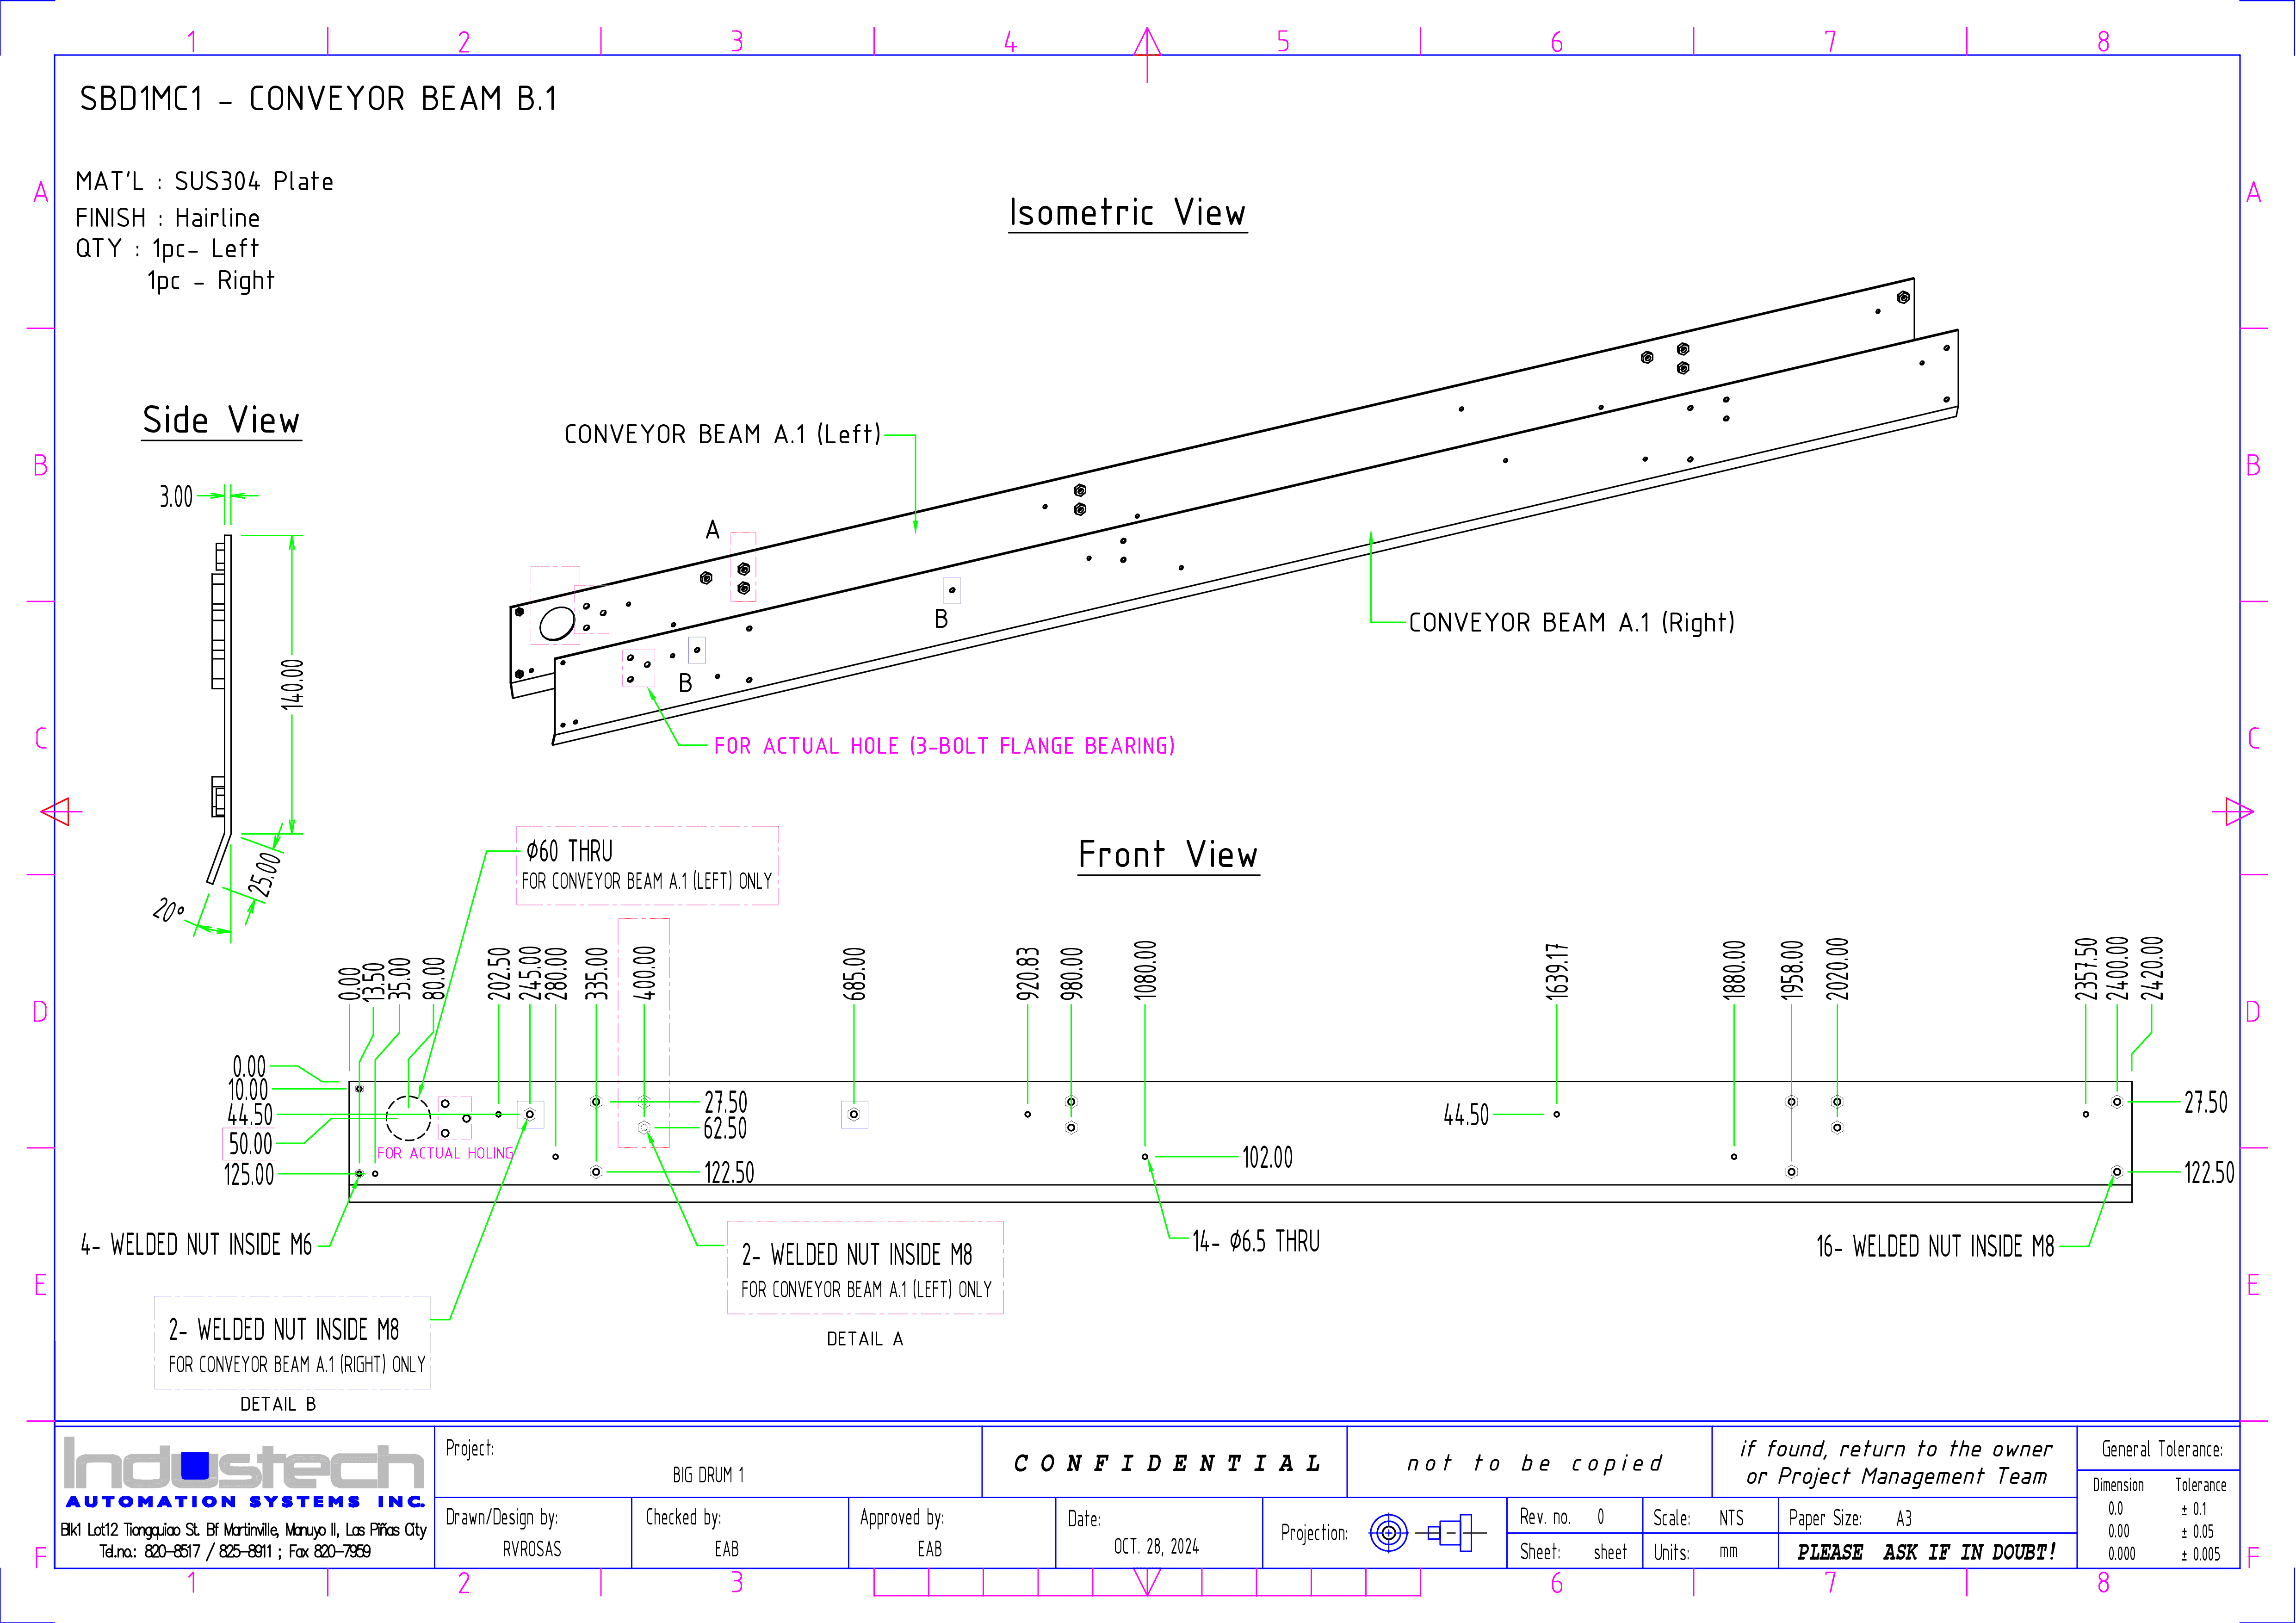 1 2 3 4 5 6 7 8
SBD1MC1 - CONVEYOR BEAM B.1
MAT'L : SUS304 Plate
FINISH : Hairline
QTY : 1pc- Left
1pc - Right
A
A
Isometric View
Side View
B
B
CONVEYOR BEAM A.1 (Left)
3.00
A
140.00
B
CONVEYOR BEAM A.1 (Right)
B
C
C
FOR ACTUAL HOLE (3-BOLT FLANGE BEARING)
25.00
20°
Ø60 THRU
FOR CONVEYOR BEAM A.1 (LEFT) ONLY
Front View
D
D
0.00 13.50 35.00 80.00 202.50 245.00 280.00 335.00 400.00 685.00 920.83 980.00 1080.00 1639.17 1880.00 1958.00 2020.00 2357.50 2400.00 2420.00
0.00
10.00
44.50
50.00
125.00
FOR ACTUAL HOLING
27.50
62.50
122.50
102.00
44.50
27.50
122.50
4- WELDED NUT INSIDE M6
14- Ø6.5 THRU
16- WELDED NUT INSIDE M8
2- WELDED NUT INSIDE M8
FOR CONVEYOR BEAM A.1 (LEFT) ONLY
DETAIL A
E
E
2- WELDED NUT INSIDE M8
FOR CONVEYOR BEAM A.1 (RIGHT) ONLY
DETAIL B
Industech
AUTOMATION SYSTEMS INC.
Blk1 Lot12 Tiongquiao St. Bf Martinville, Manuyo II, Las Piñas City
Tel.no.: 820-8517 / 825-8911 ; Fax 820-7959
Project:
BIG DRUM 1
CONFIDENTIAL
not to be copied
if found, return to the owner
or Project Management Team
General Tolerance:
Dimension Tolerance
0.0 ± 0.1
0.00 ± 0.05
0.000 ± 0.005
Drawn/Design by:
RVROSAS
Checked by:
EAB
Approved by:
EAB
Date:
OCT. 28, 2024
Projection:
Rev. no. 0
Sheet: sheet
Scale: NTS
Units: mm
Paper Size: A3
PLEASE ASK IF IN DOUBT!
F
F
1 2 3 6 7 8